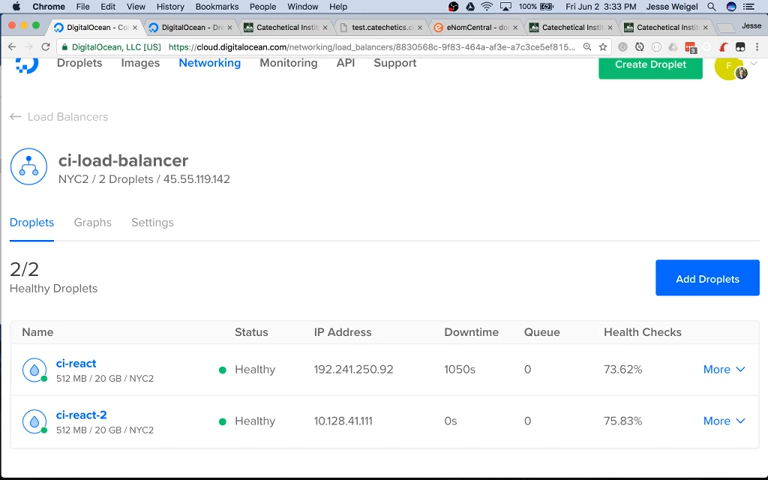 Chrome File Edit View History Bookmarks People Window Help 100% Fri Jun 2 3:33 PM Jesse Weigel
DigitalOcean - Co DigitalOcean - Dro Catechetical Instit test.catechetics.c eNomCentral - do Catechetical Instit Catechetical Instit Jesse
DigitalOcean, LLC [US] https://cloud.digitalocean.com/networking/load_balancers/8830568c-9f83-464a-af3e-a7c3ce5ef815...
Droplets Images Networking Monitoring API Support Create Droplet F
← Load Balancers
ci-load-balancer
NYC2 / 2 Droplets / 45.55.119.142
Droplets Graphs Settings
2/2
Healthy Droplets
Add Droplets
Name Status IP Address Downtime Queue Health Checks
ci-react
512 MB / 20 GB / NYC2
Healthy 192.241.250.92 1050s 0 73.62% More
ci-react-2
512 MB / 20 GB / NYC2
Healthy 10.128.41.111 0s 0 75.83% More